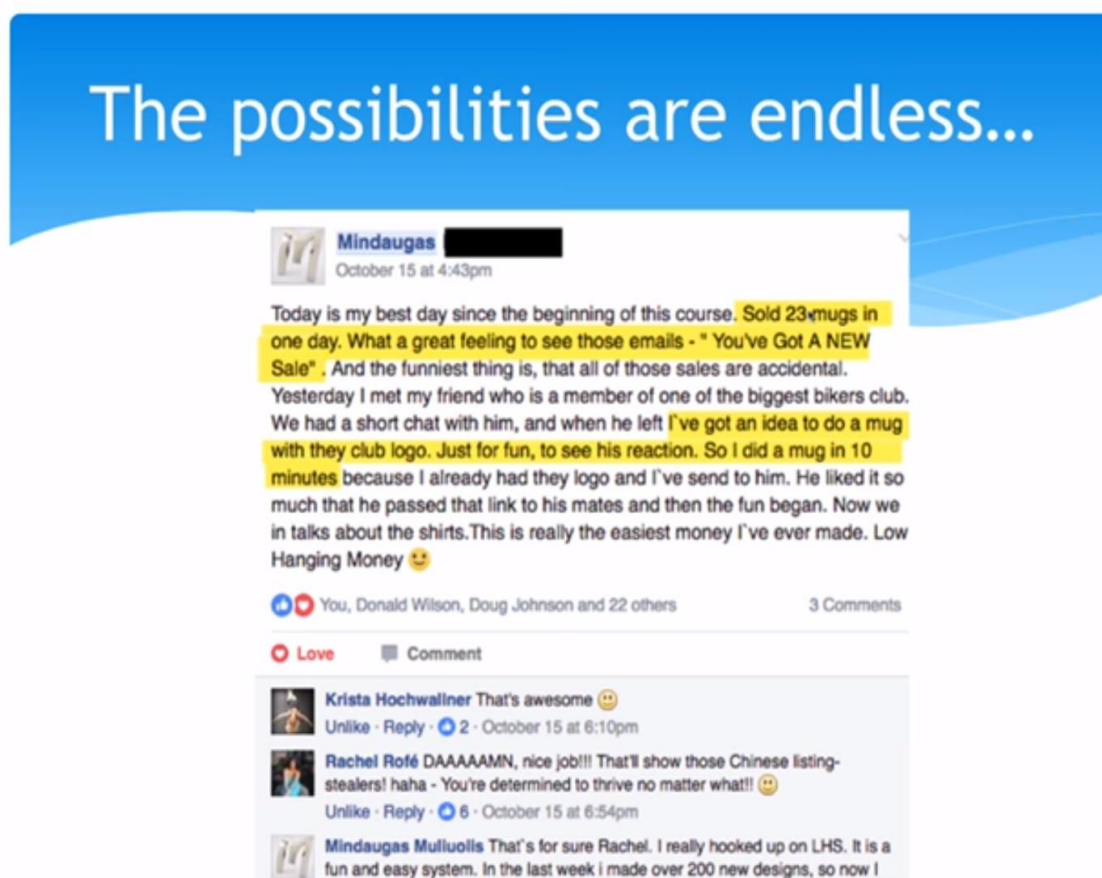 The possibilities are endless...
Mindaugas
October 15 at 4:43pm
Today is my best day since the beginning of this course. Sold 23 mugs in
one day. What a great feeling to see those emails - " You've Got A NEW
Sale" . And the funniest thing is, that all of those sales are accidental.
Yesterday I met my friend who is a member of one of the biggest bikers club.
We had a short chat with him, and when he left I`ve got an idea to do a mug
with they club logo. Just for fun, to see his reaction. So I did a mug in 10
minutes because I already had they logo and I`ve send to him. He liked it so
much that he passed that link to his mates and then the fun began. Now we
in talks about the shirts.This is really the easiest money I`ve ever made. Low
Hanging Money
You, Donald Wilson, Doug Johnson and 22 others 3 Comments
Love Comment
Krista Hochwallner That's awesome
Unlike · Reply · 2 · October 15 at 6:10pm
Rachel Rofé DAAAAAMN, nice job!!! That'll show those Chinese listing-
stealers! haha - You're determined to thrive no matter what!!
Unlike · Reply · 6 · October 15 at 6:54pm
Mindaugas Muliuolis That`s for sure Rachel. I really hooked up on LHS. It is a
fun and easy system. In the last week i made over 200 new designs, so now I